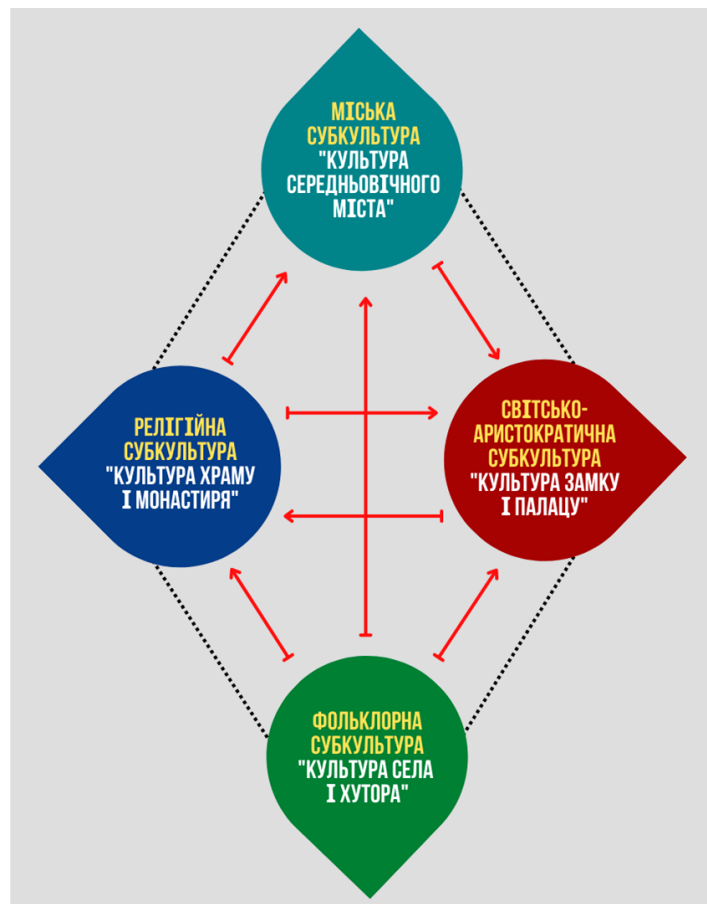 МІСЬКА
СУБКУЛЬТУРА
"КУЛЬТУРА
СЕРЕДНЬОВІЧНОГО
МІСТА"
РЕЛІГІЙНА
СУБКУЛЬТУРА
"КУЛЬТУРА ХРАМУ
І МОНАСТИРЯ"
СВІТСЬКО-
АРИСТОКРАТИЧНА
СУБКУЛЬТУРА
"КУЛЬТУРА ЗАМКУ
І ПАЛАЦУ"
ФОЛЬКЛОРНА
СУБКУЛЬТУРА
"КУЛЬТУРА СЕЛА
І ХУТОРА"